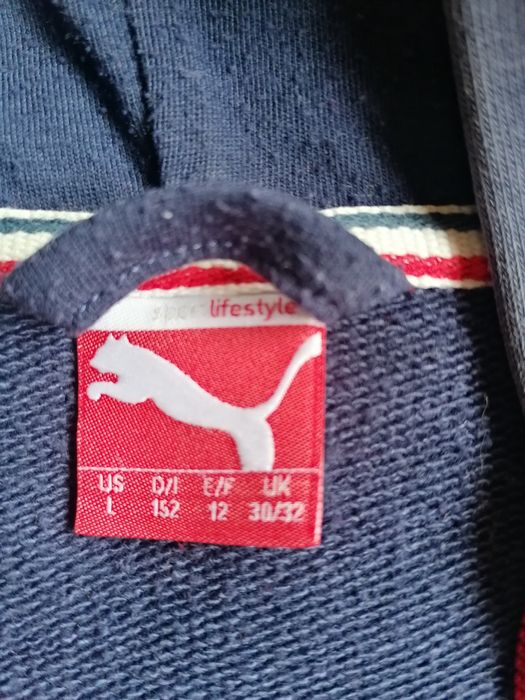 sport lifestyle
US D/I E/F UK
L 152 12 30/32